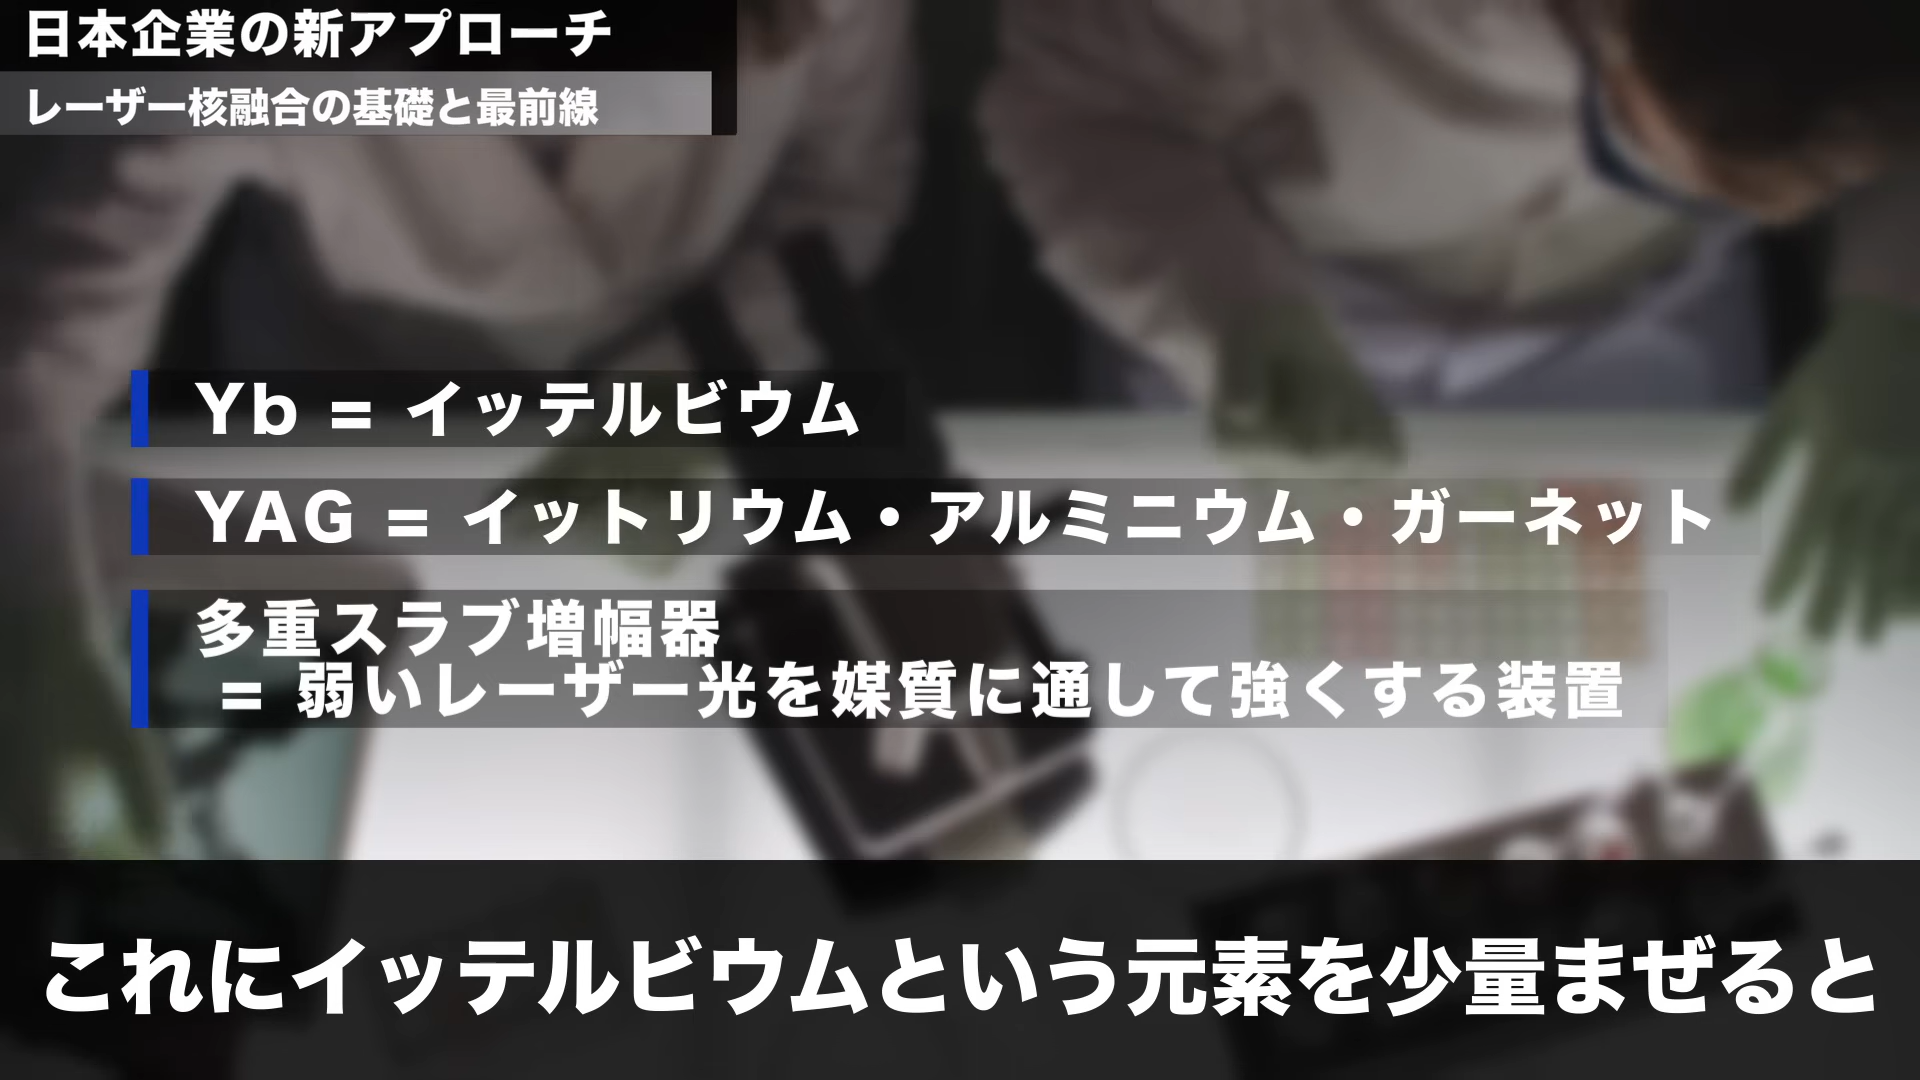 日本企業の新アプローチ
レーザー核融合の基礎と最前線
Yb = イッテルビウム
YAG = イットリウム・アルミニウム・ガーネット
多重スラブ増幅器
= 弱いレーザー光を媒質に通して強くする装置
これにイッテルビウムという元素を少量まぜると